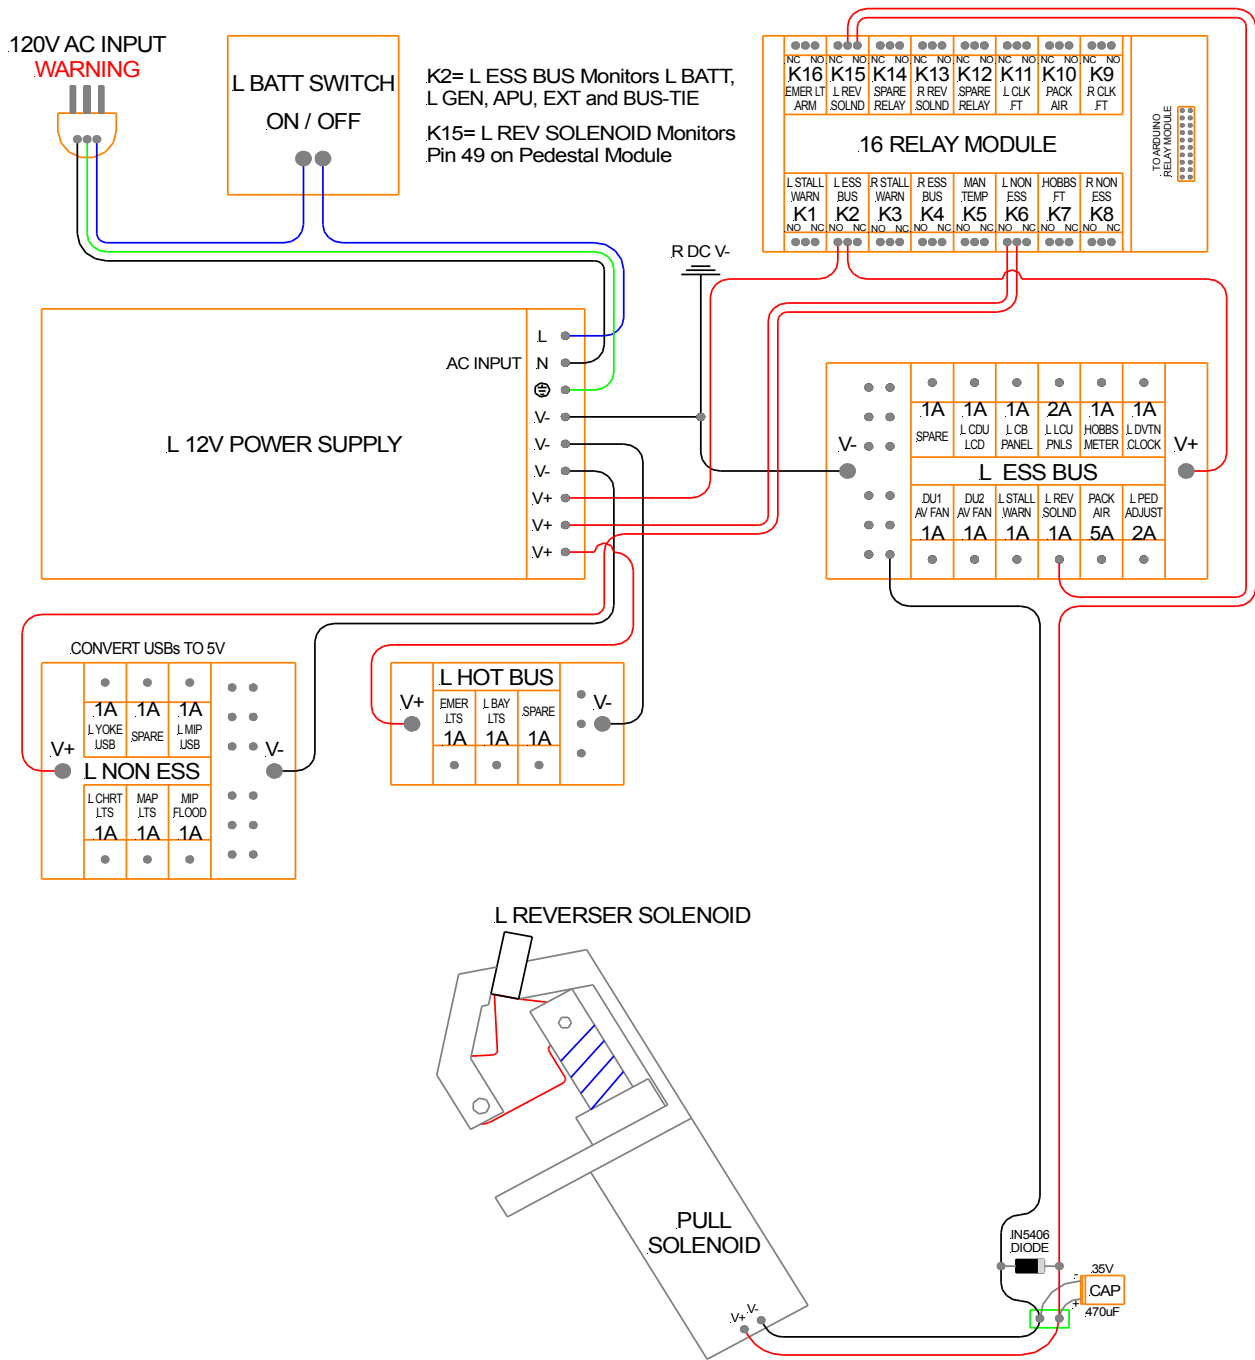 120V AC INPUT
WARNING
L BATT SWITCH
ON / OFF
K2= L ESS BUS Monitors L BATT,
L GEN, APU, EXT and BUS-TIE
K15= L REV SOLENOID Monitors
Pin 49 on Pedestal Module
NC NO NC NO NC NO NC NO NC NO NC NO NC NO NC NO
K16 K15 K14 K13 K12 K11 K10 K9
EMER LT L REV SPARE R REV SPARE L CLK PACK R CLK
ARM SOLND RELAY SOLND RELAY FT AIR FT
16 RELAY MODULE
TO ARDUINO
RELAY MODULE
L STALL L ESS R STALL R ESS MAN L NON HOBBS R NON
WARN BUS WARN BUS TEMP ESS FT ESS
K1 K2 K3 K4 K5 K6 K7 K8
NO NC NO NC NO NC NO NC NO NC NO NC NO NC NO NC
R DC V-
L
AC INPUT N
V-
L 12V POWER SUPPLY
V-
V-
V+
V+
V+
1A 1A 1A 2A 1A 1A
SPARE L CDU L CB L LCU HOBBS L DVTN
LCD PANEL PNLS METER CLOCK
V- L ESS BUS V+
DU1 DU2 L STALL L REV PACK L PED
AV FAN AV FAN WARN SOLND AIR ADJUST
1A 1A 1A 1A 5A 2A
CONVERT USBs TO 5V
1A 1A 1A
L YOKE SPARE L MIP
USB USB
V+ V-
L NON ESS
L CHRT MAP MIP
LTS LTS FLOOD
1A 1A 1A
L HOT BUS
V+ EMER L BAY SPARE V-
LTS LTS
1A 1A 1A
L REVERSER SOLENOID
PULL
SOLENOID
V+ V-
IN5406
DIODE
35V
-
CAP
+
470uF